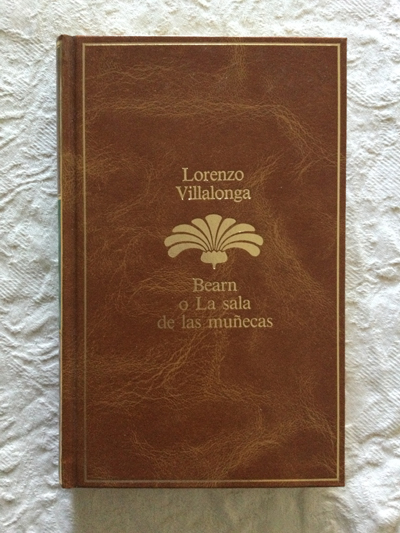 Lorenzo
Villalonga
Bearn
o La sala
de las muñecas